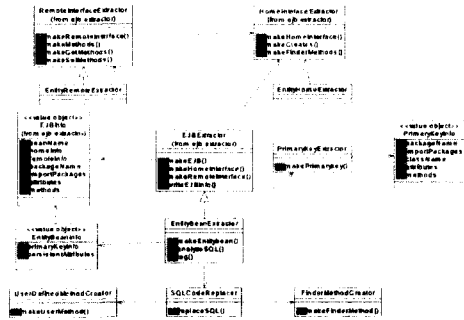 RemoteInterfaceExtractor
(from ejb extractor)
makeRemoteInterface()
makeMethods()
makeGetMethods()
makeSetMethods()
HomeInterfaceExtractor
(from ejb extractor)
makeHomeInterface()
makeCreates()
makeFinderMethods()
EntityRemoteExtractor
EntityHomeExtractor
<<value object>>
EJBInfo
(from ejb extractor)
beanName
homeInfo
remoteInfo
packageName
importPackages
attributes
methods
EJBExtractor
(from ejb extractor)
makeEJB()
makeHomeInterface()
makeRemoteInterface()
writeEJBInfo()
PrimaryKeyExtractor
makePrimaryKey()
<<value object>>
PrimaryKeyInfo
packageName
importPackages
className
attributes
methods
<<value object>>
EntityBeanInfo
primaryKeyInfo
persistentAttributes
EntityBeanExtractor
makeEntitybean()
analyzeSQL()
UserDefinedMethodCreator
makeUserMethod()
SQLCodeReplacer
replaceSQL()
FinderMethodCreator
makeFinderMethod()